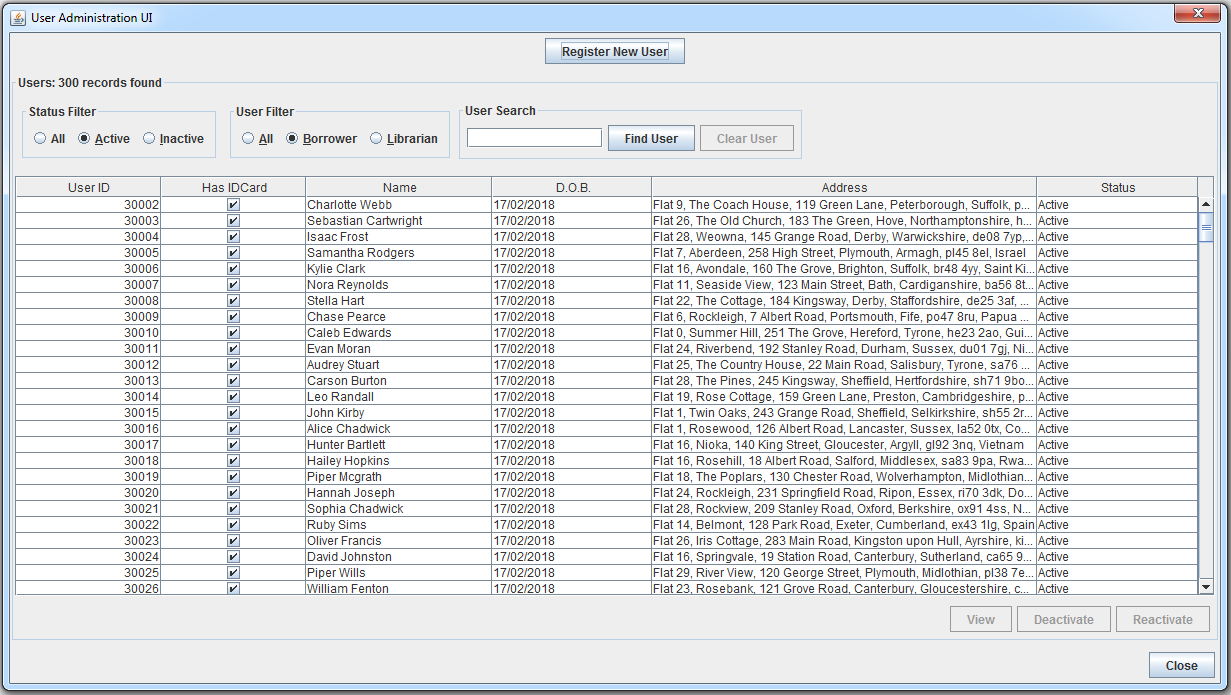 User Administration UI
Register New User
Users: 300 records found
Status Filter User Filter User Search
All Active Inactive All Borrower Librarian Find User Clear User
User ID Has IDCard Name D.O.B. Address Status
30002 Charlotte Webb 17/02/2018 Flat 9, The Coach House, 119 Green Lane, Peterborough, Suffolk, p... Active
30003 Sebastian Cartwright 17/02/2018 Flat 26, The Old Church, 183 The Green, Hove, Northamptonshire, h... Active
30004 Isaac Frost 17/02/2018 Flat 28, Weowna, 145 Grange Road, Derby, Warwickshire, de08 7yp,... Active
30005 Samantha Rodgers 17/02/2018 Flat 7, Aberdeen, 258 High Street, Plymouth, Armagh, pl45 8el, Israel Active
30006 Kylie Clark 17/02/2018 Flat 16, Avondale, 160 The Grove, Brighton, Suffolk, br48 4yy, Saint Ki... Active
30007 Nora Reynolds 17/02/2018 Flat 11, Seaside View, 123 Main Street, Bath, Cardiganshire, ba56 8t... Active
30008 Stella Hart 17/02/2018 Flat 22, The Cottage, 184 Kingsway, Derby, Staffordshire, de25 3af, ... Active
30009 Chase Pearce 17/02/2018 Flat 6, Rockleigh, 7 Albert Road, Portsmouth, Fife, po47 8ru, Papua ... Active
30010 Caleb Edwards 17/02/2018 Flat 0, Summer Hill, 251 The Grove, Hereford, Tyrone, he23 2ao, Gui... Active
30011 Evan Moran 17/02/2018 Flat 24, Riverbend, 192 Stanley Road, Durham, Sussex, du01 7gj, Ni... Active
30012 Audrey Stuart 17/02/2018 Flat 25, The Country House, 22 Main Road, Salisbury, Tyrone, sa76 ... Active
30013 Carson Burton 17/02/2018 Flat 28, The Pines, 245 Kingsway, Sheffield, Hertfordshire, sh71 9bo... Active
30014 Leo Randall 17/02/2018 Flat 19, Rose Cottage, 159 Green Lane, Preston, Cambridgeshire, p... Active
30015 John Kirby 17/02/2018 Flat 1, Twin Oaks, 243 Grange Road, Sheffield, Selkirkshire, sh55 2r... Active
30016 Alice Chadwick 17/02/2018 Flat 1, Rosewood, 126 Albert Road, Lancaster, Sussex, la52 0tx, Co... Active
30017 Hunter Bartlett 17/02/2018 Flat 16, Nioka, 140 King Street, Gloucester, Argyll, gl92 3nq, Vietnam Active
30018 Hailey Hopkins 17/02/2018 Flat 16, Rosehill, 18 Albert Road, Salford, Middlesex, sa83 9pa, Rwa... Active
30019 Piper Mcgrath 17/02/2018 Flat 18, The Poplars, 130 Chester Road, Wolverhampton, Midlothian... Active
30020 Hannah Joseph 17/02/2018 Flat 24, Rockleigh, 231 Springfield Road, Ripon, Essex, ri70 3dk, Do... Active
30021 Sophia Chadwick 17/02/2018 Flat 28, Rockview, 209 Stanley Road, Oxford, Berkshire, ox91 4ss, N... Active
30022 Ruby Sims 17/02/2018 Flat 14, Belmont, 128 Park Road, Exeter, Cumberland, ex43 1lg, Spain Active
30023 Oliver Francis 17/02/2018 Flat 26, Iris Cottage, 283 Main Road, Kingston upon Hull, Ayrshire, ki... Active
30024 David Johnston 17/02/2018 Flat 16, Springvale, 19 Station Road, Canterbury, Sutherland, ca65 9... Active
30025 Piper Wills 17/02/2018 Flat 29, River View, 120 George Street, Plymouth, Midlothian, pl38 7e... Active
30026 William Fenton 17/02/2018 Flat 23, Rosebank, 121 Grove Road, Canterbury, Gloucestershire, c... Active
View Deactivate Reactivate
Close